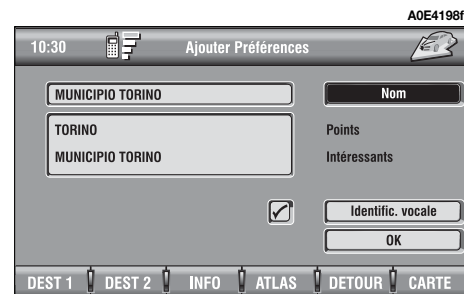 A0E4198f
10:30 Ajouter Préférences
MUNICIPIO TORINO Nom
TORINO Points
MUNICIPIO TORINO Intéressants
Identific. vocale
OK
DEST 1 DEST 2 INFO ATLAS DETOUR CARTE